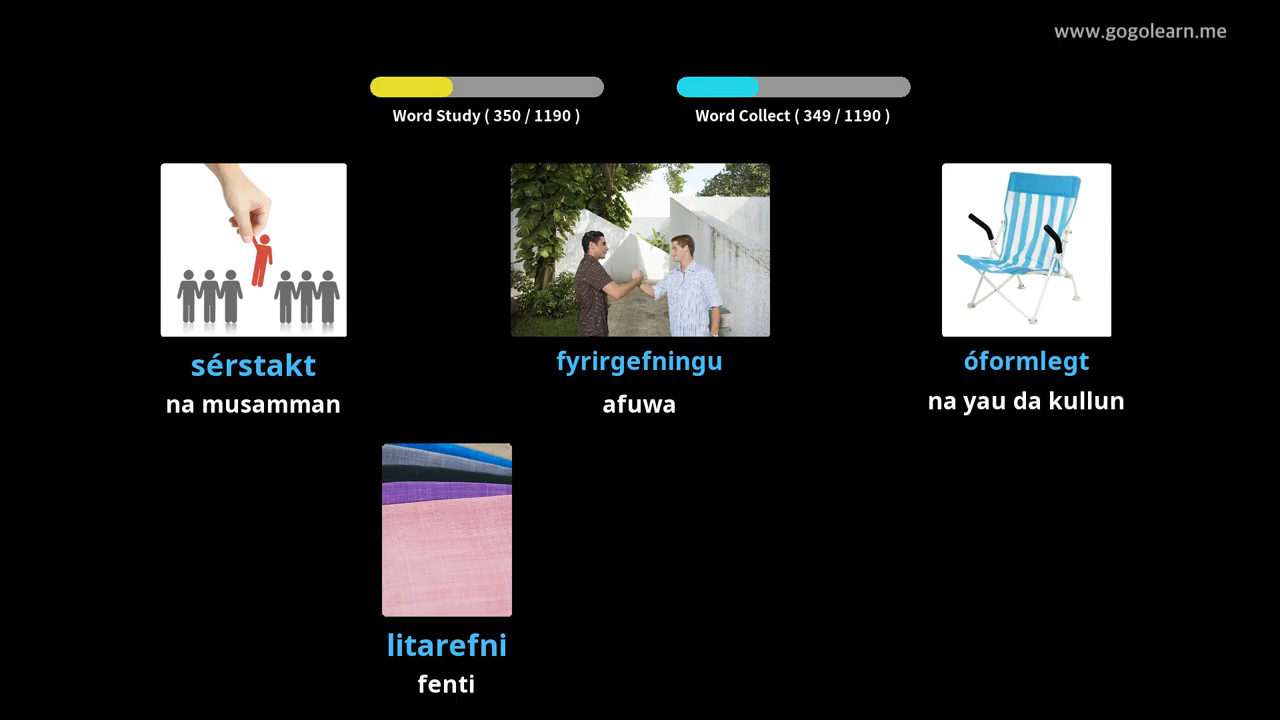 www.gogolearn.me
Word Study ( 350 / 1190 )
Word Collect ( 349 / 1190 )
sérstakt
na musamman
fyrirgefningu
afuwa
óformlegt
na yau da kullun
litarefni
fenti